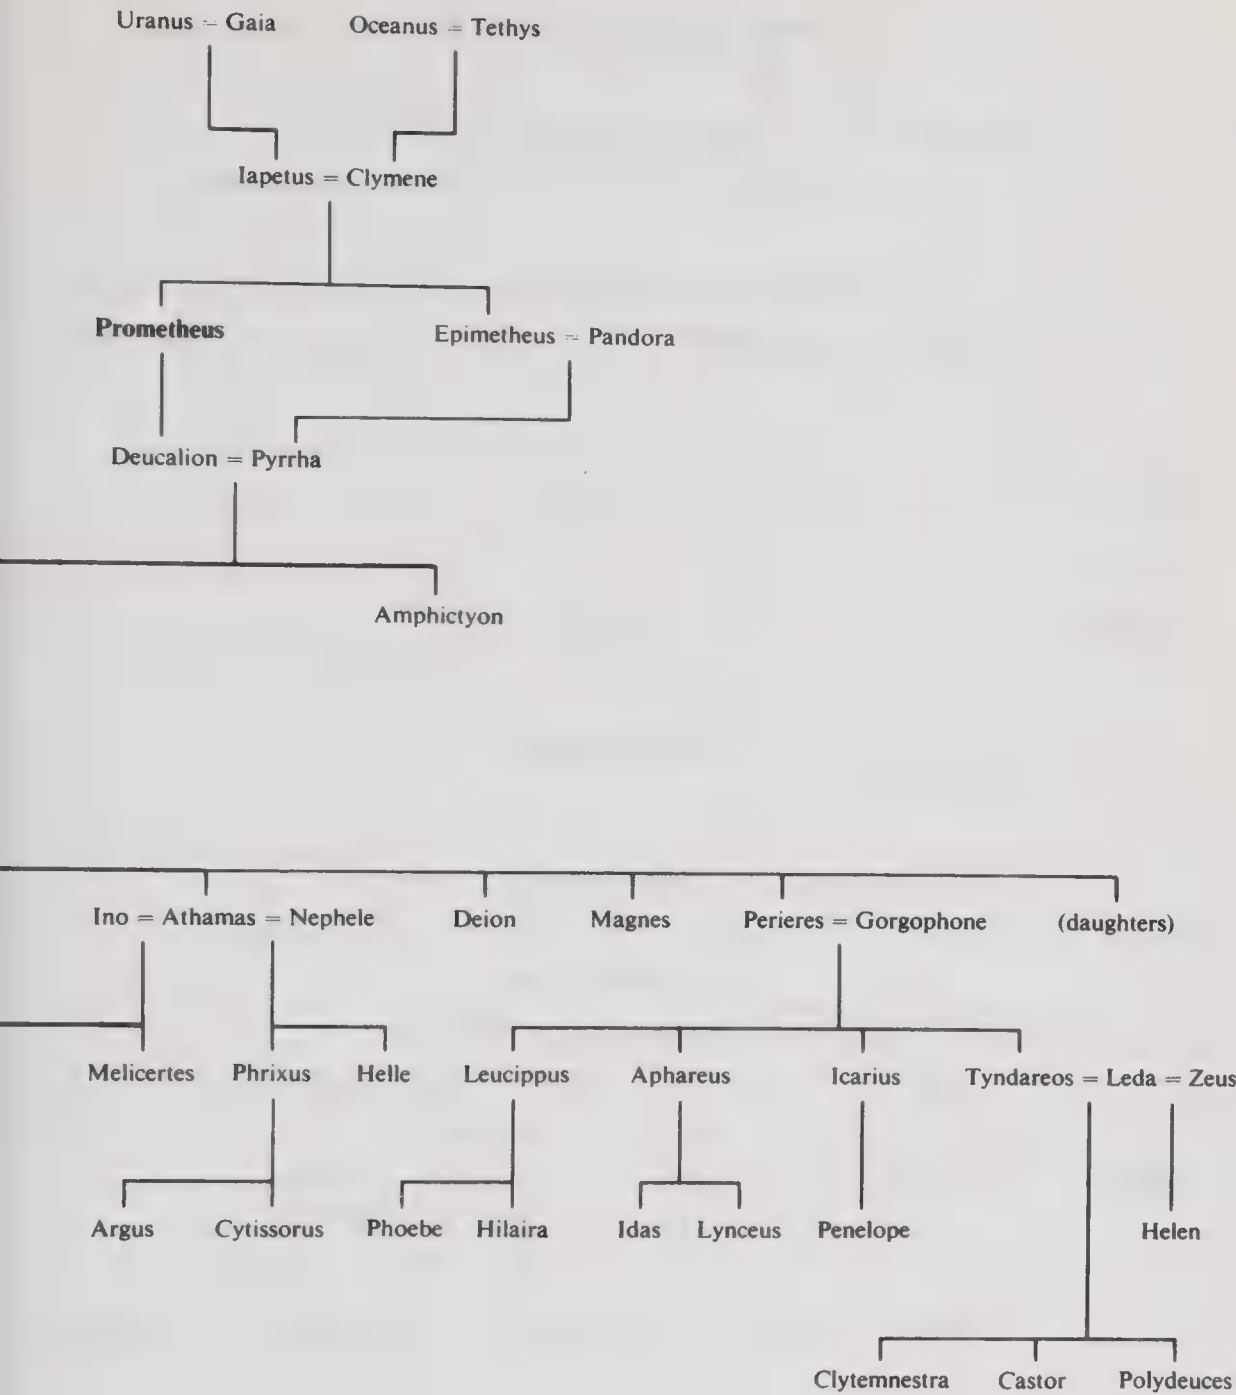 Uranus = Gaia Oceanus = Tethys
Iapetus = Clymene
Prometheus Epimetheus = Pandora
Deucalion = Pyrrha
Amphictyon
Ino = Athamas = Nephele Deion Magnes Perieres = Gorgophone (daughters)
Melicertes Phrixus Helle Leucippus Aphareus Icarius Tyndareos = Leda = Zeus
Argus Cytissorus Phoebe Hilaira Idas Lynceus Penelope Helen
Clytemnestra Castor Polydeuces